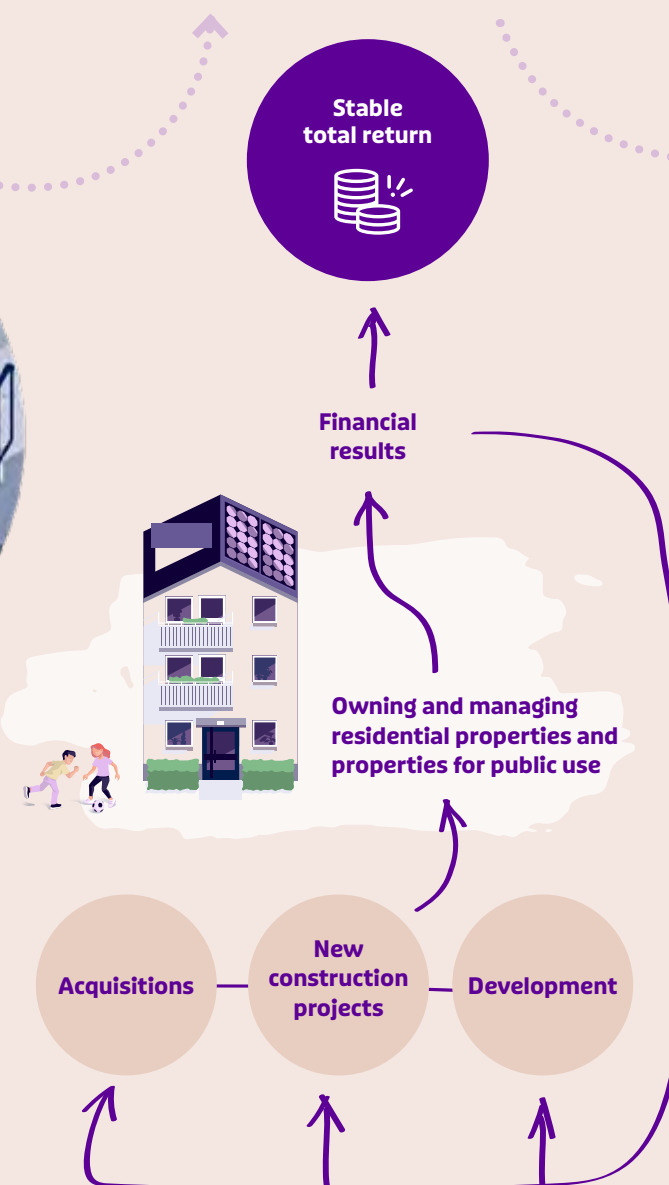 Stable
total return
Financial
results
Owning and managing
residential properties and
properties for public use
Acquisitions
New
construction
projects
Development